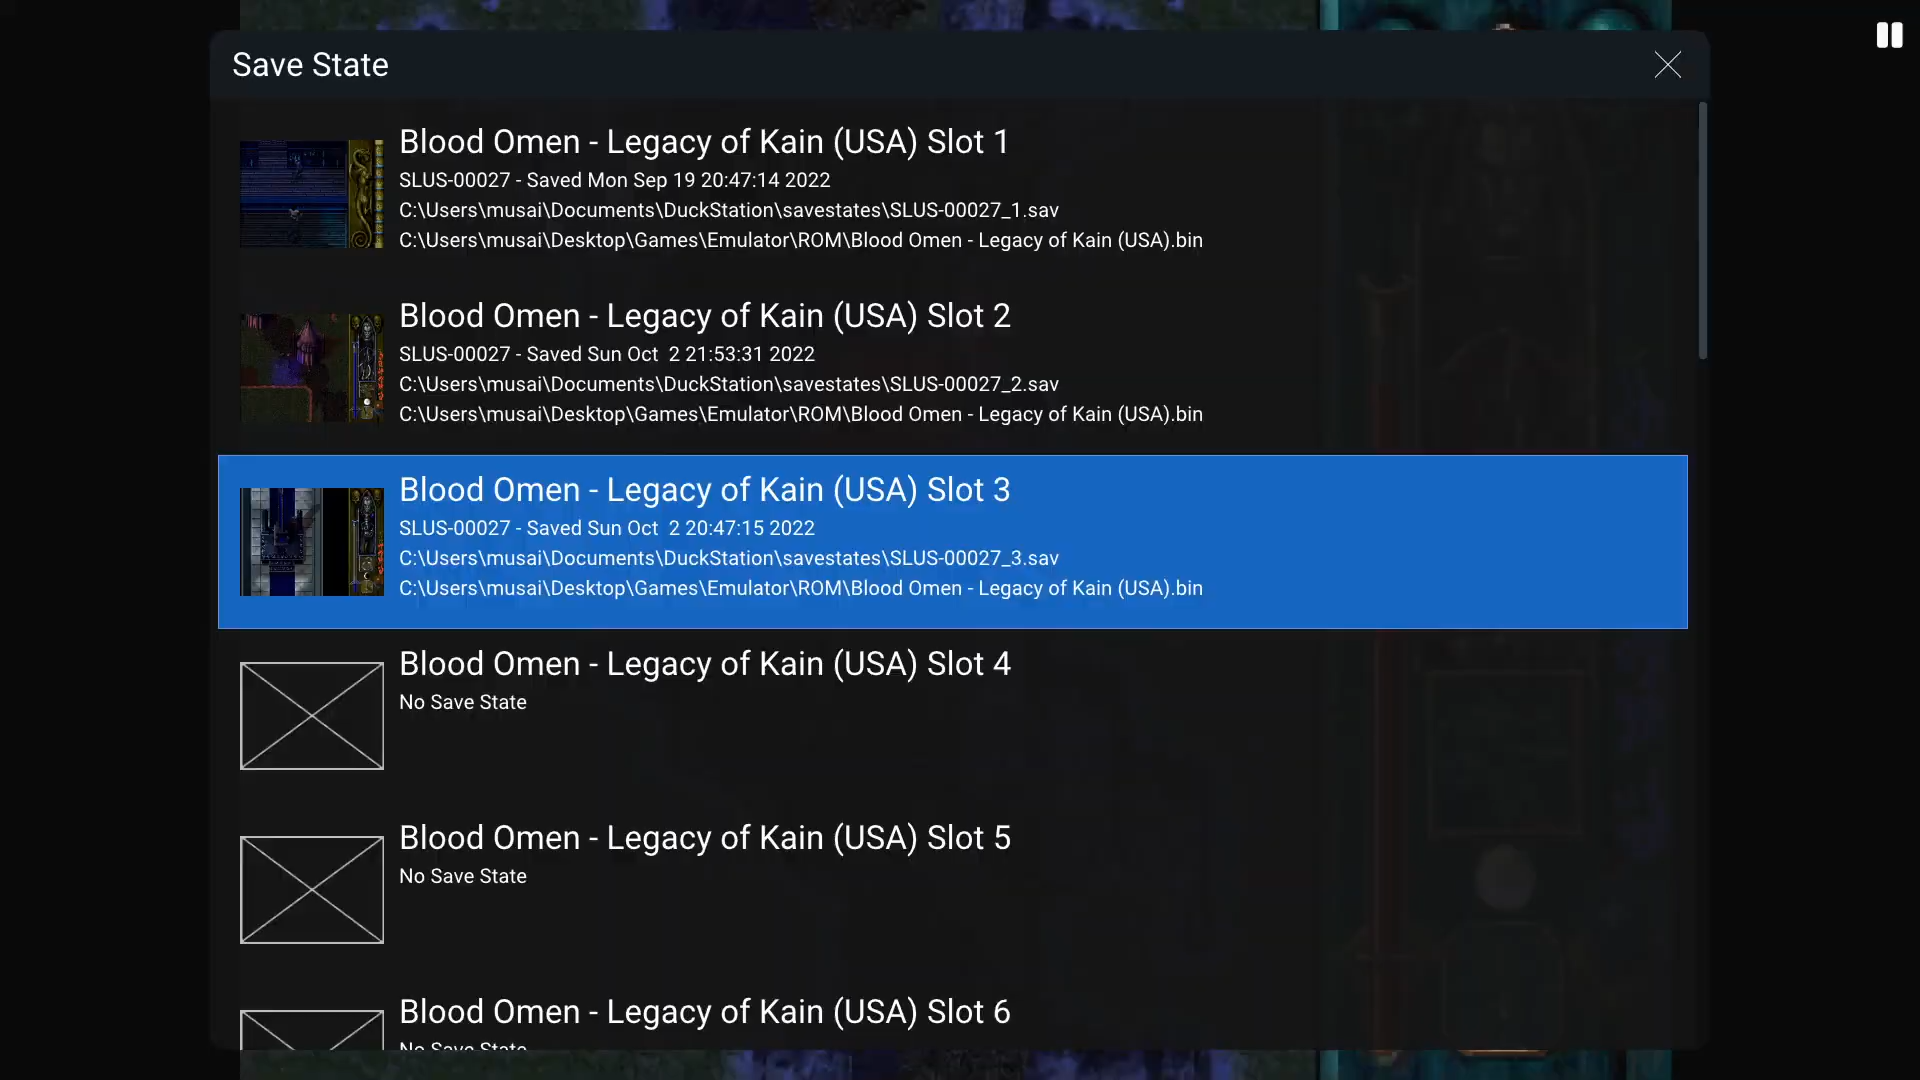 Save State
Blood Omen - Legacy of Kain (USA) Slot 1
SLUS-00027 - Saved Mon Sep 19 20:47:14 2022
C:\Users\musai\Documents\DuckStation\savestates\SLUS-00027_1.sav
C:\Users\musai\Desktop\Games\Emulator\ROM\Blood Omen - Legacy of Kain (USA).bin
Blood Omen - Legacy of Kain (USA) Slot 2
SLUS-00027 - Saved Sun Oct  2 21:53:31 2022
C:\Users\musai\Documents\DuckStation\savestates\SLUS-00027_2.sav
C:\Users\musai\Desktop\Games\Emulator\ROM\Blood Omen - Legacy of Kain (USA).bin
Blood Omen - Legacy of Kain (USA) Slot 3
SLUS-00027 - Saved Sun Oct  2 20:47:15 2022
C:\Users\musai\Documents\DuckStation\savestates\SLUS-00027_3.sav
C:\Users\musai\Desktop\Games\Emulator\ROM\Blood Omen - Legacy of Kain (USA).bin
Blood Omen - Legacy of Kain (USA) Slot 4
No Save State
Blood Omen - Legacy of Kain (USA) Slot 5
No Save State
Blood Omen - Legacy of Kain (USA) Slot 6
No Save State